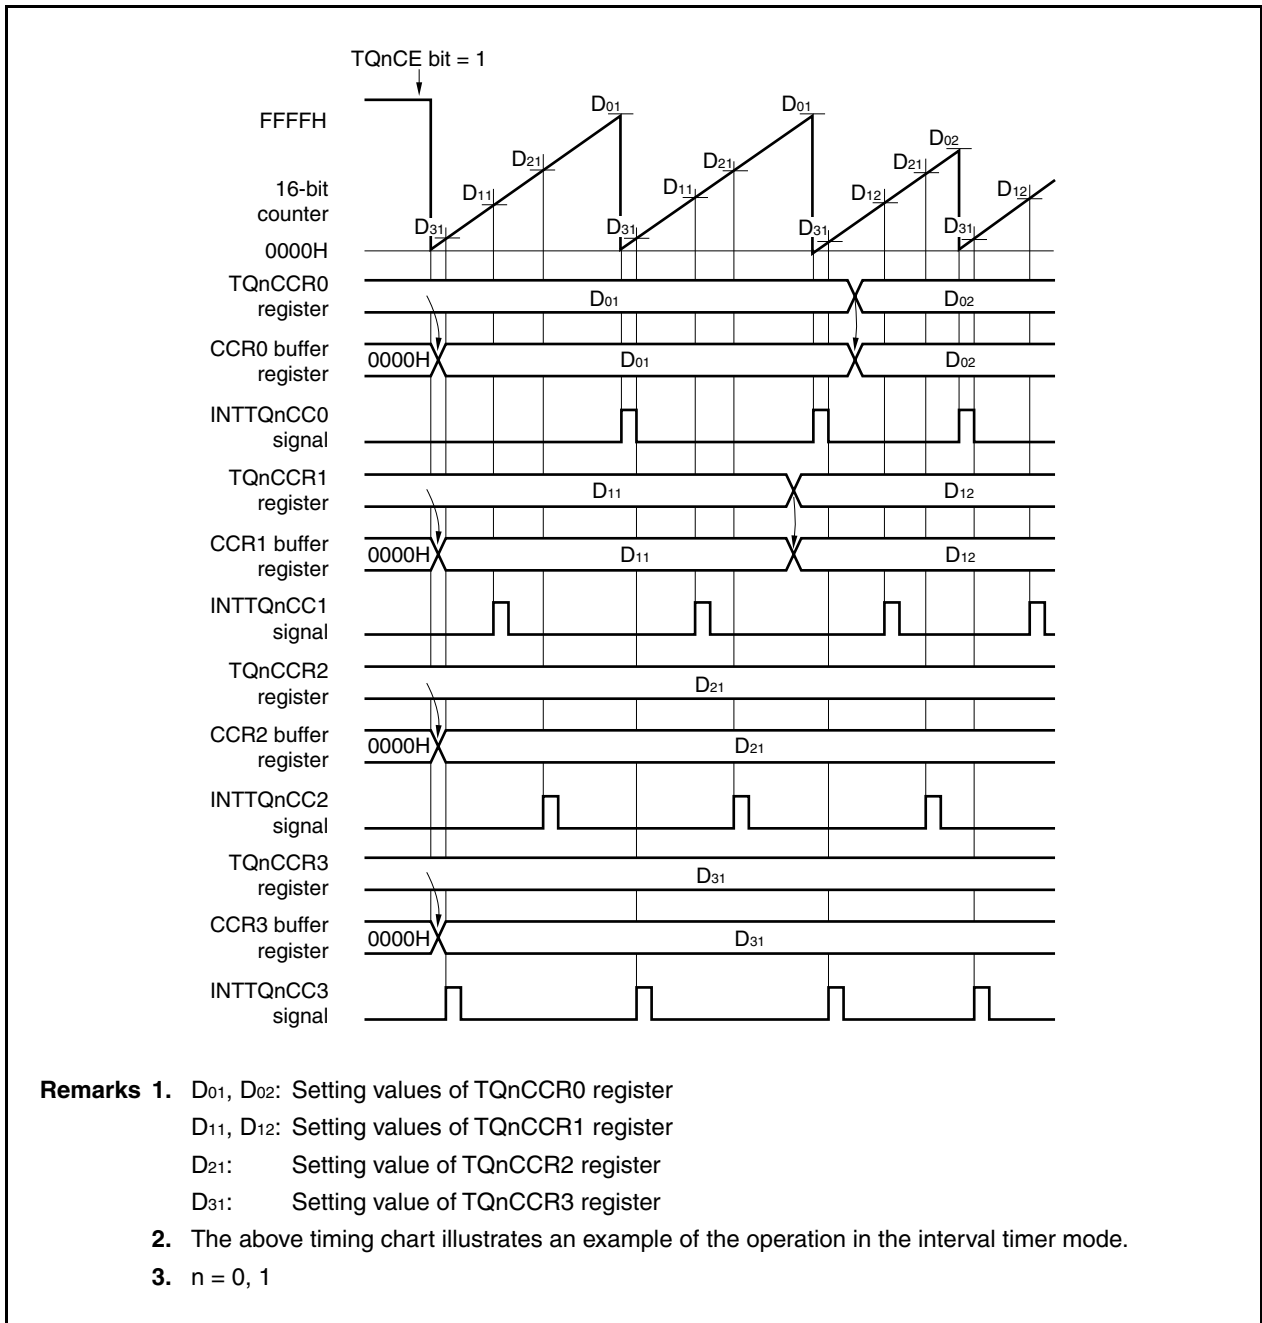 TQnCE bit = 1
FFFFH
D01 D01
D02
D21 D21 D21
16-bit
counter
D11 D11 D12 D12
D31 D31 D31 D31
0000H
TQnCCR0
register
D01 D02
CCR0 buffer
register
0000H D01 D02
INTTQnCC0
signal
TQnCCR1
register
D11 D12
CCR1 buffer
register
0000H D11 D12
INTTQnCC1
signal
TQnCCR2
register
D21
CCR2 buffer
register
0000H D21
INTTQnCC2
signal
TQnCCR3
register
D31
CCR3 buffer
register
0000H D31
INTTQnCC3
signal
Remarks 1. D01, D02: Setting values of TQnCCR0 register
D11, D12: Setting values of TQnCCR1 register
D21: Setting value of TQnCCR2 register
D31: Setting value of TQnCCR3 register
2. The above timing chart illustrates an example of the operation in the interval timer mode.
3. n = 0, 1